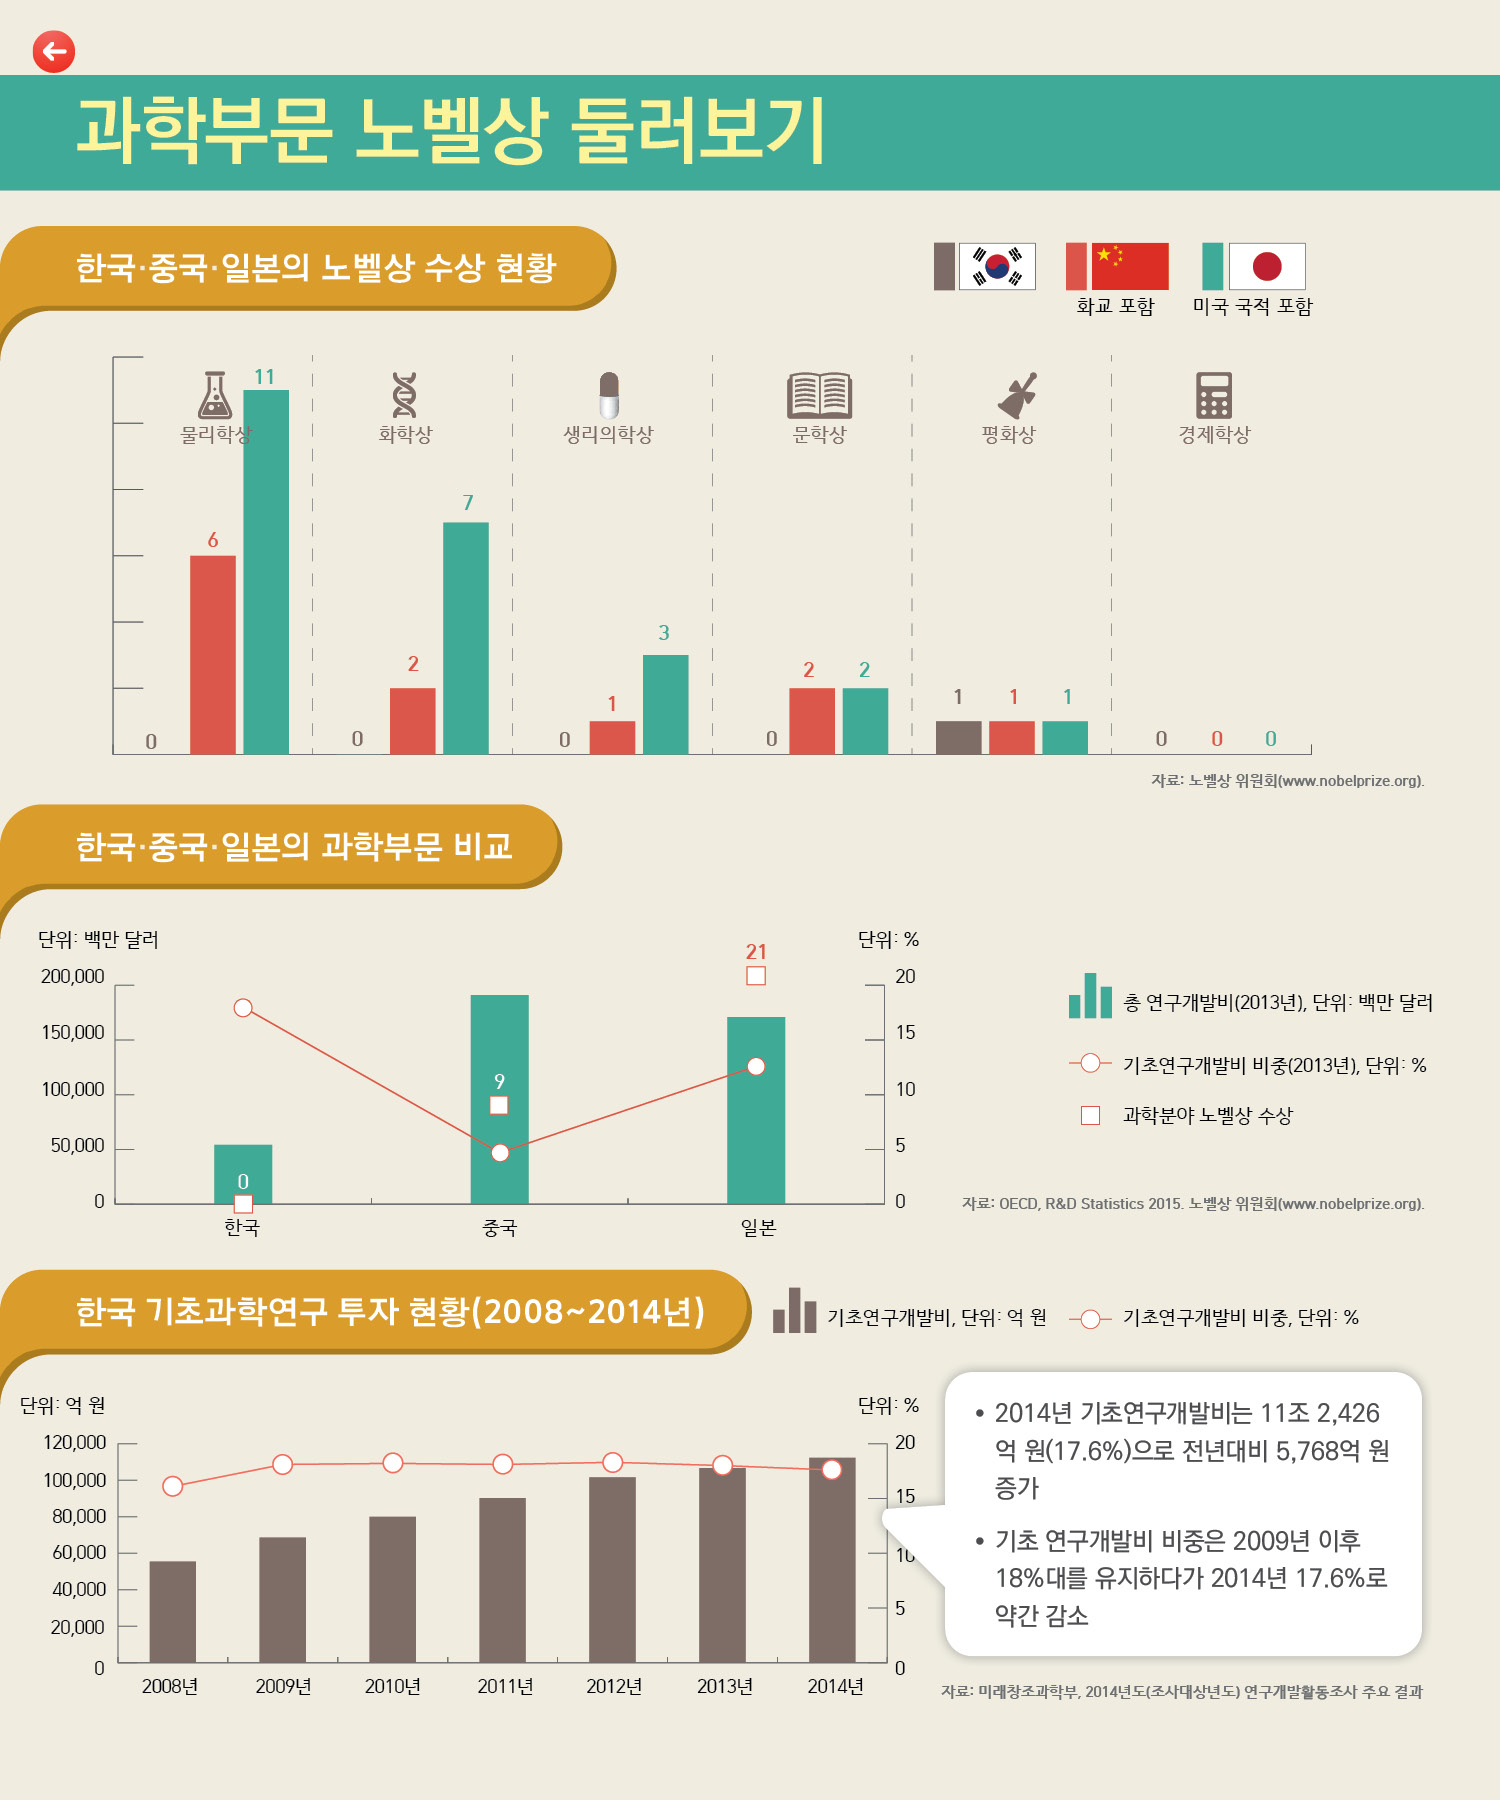 과학부문 노벨상 둘러보기
한국·중국·일본의 노벨상 수상 현황
화교 포함
미국 국적 포함
물리학상
화학상
생리의학상
문학상
평화상
경제학상
0
6
11
0
2
7
0
1
3
0
2
2
1
1
1
0
0
0
자료: 노벨상 위원회(www.nobelprize.org).
한국·중국·일본의 과학부문 비교
단위: 백만 달러
단위: %
200,000
150,000
100,000
50,000
0
20
15
10
5
0
0
9
21
한국
중국
일본
총 연구개발비(2013년), 단위: 백만 달러
기초연구개발비 비중(2013년), 단위: %
과학분야 노벨상 수상
자료: OECD, R&D Statistics 2015. 노벨상 위원회(www.nobelprize.org).
한국 기초과학연구 투자 현황(2008~2014년)
기초연구개발비, 단위: 억 원
기초연구개발비 비중, 단위: %
단위: 억 원
단위: %
120,000
100,000
80,000
60,000
40,000
20,000
0
20
15
10
5
0
2008년
2009년
2010년
2011년
2012년
2013년
2014년
• 2014년 기초연구개발비는 11조 2,426
억 원(17.6%)으로 전년대비 5,768억 원
증가
• 기초 연구개발비 비중은 2009년 이후
18%대를 유지하다가 2014년 17.6%로
약간 감소
자료: 미래창조과학부, 2014년도(조사대상년도) 연구개발활동조사 주요 결과